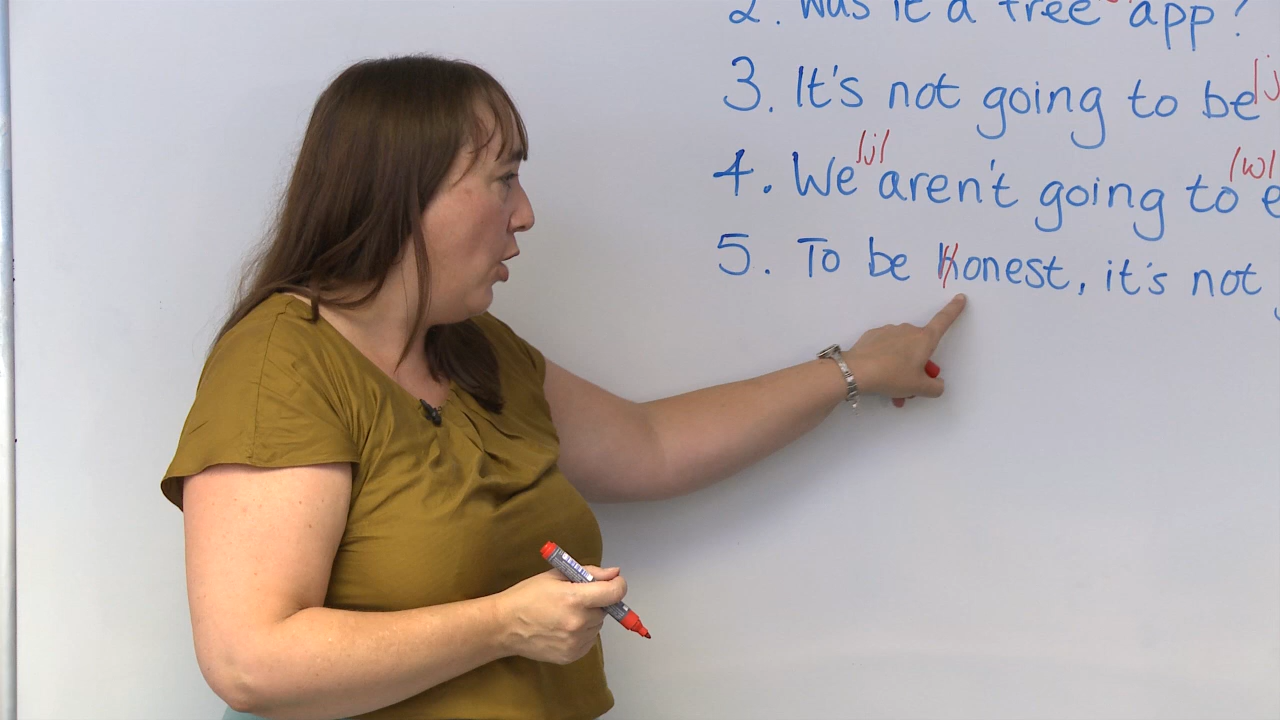 2. Was it a free app?
/j
3. It's not going to be
/j/ /w/
4. We aren't going to e
5. To be honest, it's not